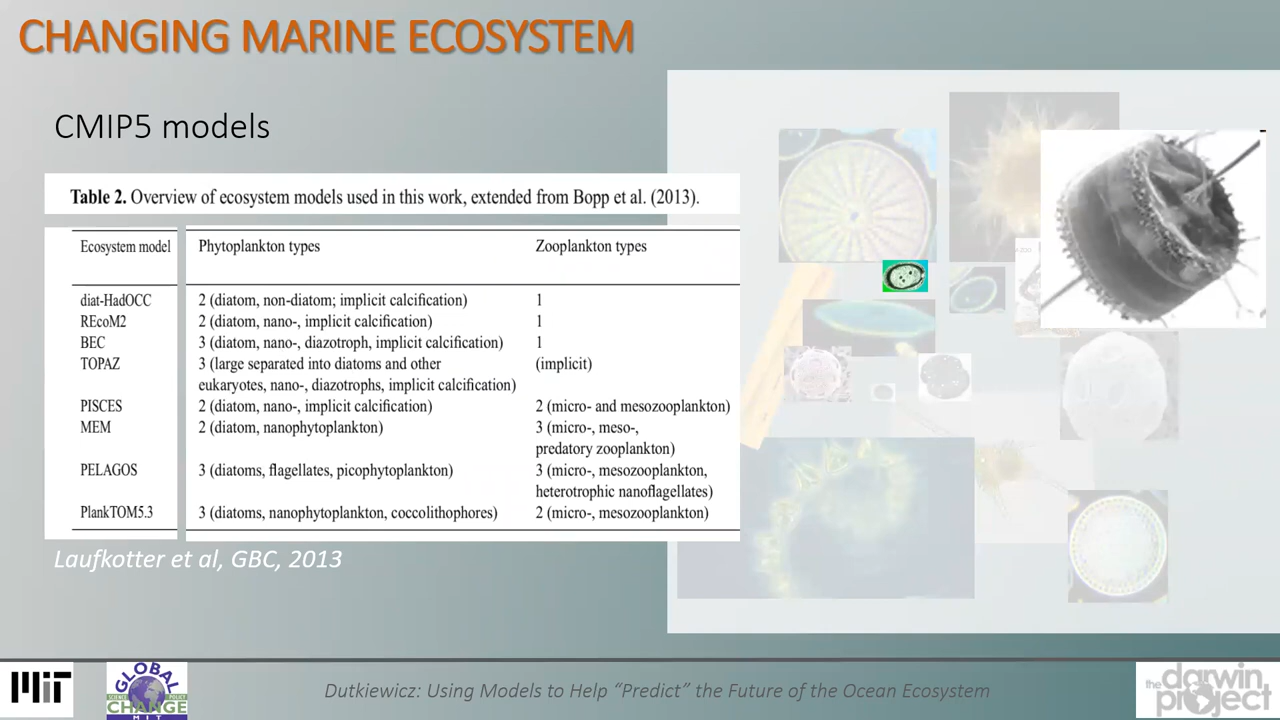 CHANGING MARINE ECOSYSTEM
CMIP5 models
Table 2. Overview of ecosystem models used in this work, extended from Bopp et al. (2013).
Ecosystem model Phytoplankton types Zooplankton types
diat-HadOCC 2 (diatom, non-diatom; implicit calcification) 1
REcoM2 2 (diatom, nano-, implicit calcification) 1
BEC 3 (diatom, nano-, diazotroph, implicit calcification) 1
TOPAZ 3 (large separated into diatoms and other (implicit)
eukaryotes, nano-, diazotrophs, implicit calcification)
PISCES 2 (diatom, nano-, implicit calcification) 2 (micro- and mesozooplankton)
MEM 2 (diatom, nanophytoplankton) 3 (micro-, meso-,
predatory zooplankton)
PELAGOS 3 (diatoms, flagellates, picophytoplankton) 3 (micro-, mesozooplankton,
heterotrophic nanoflagellates)
PlankTOM5.3 3 (diatoms, nanophytoplankton, coccolithophores) 2 (micro-, mesozooplankton)
Laufkotter et al, GBC, 2013
MIT
GLOBAL
SCIENCE POLICY
CHANGE
MIT
Dutkiewicz: Using Models to Help “Predict” the Future of the Ocean Ecosystem
the darwin
project